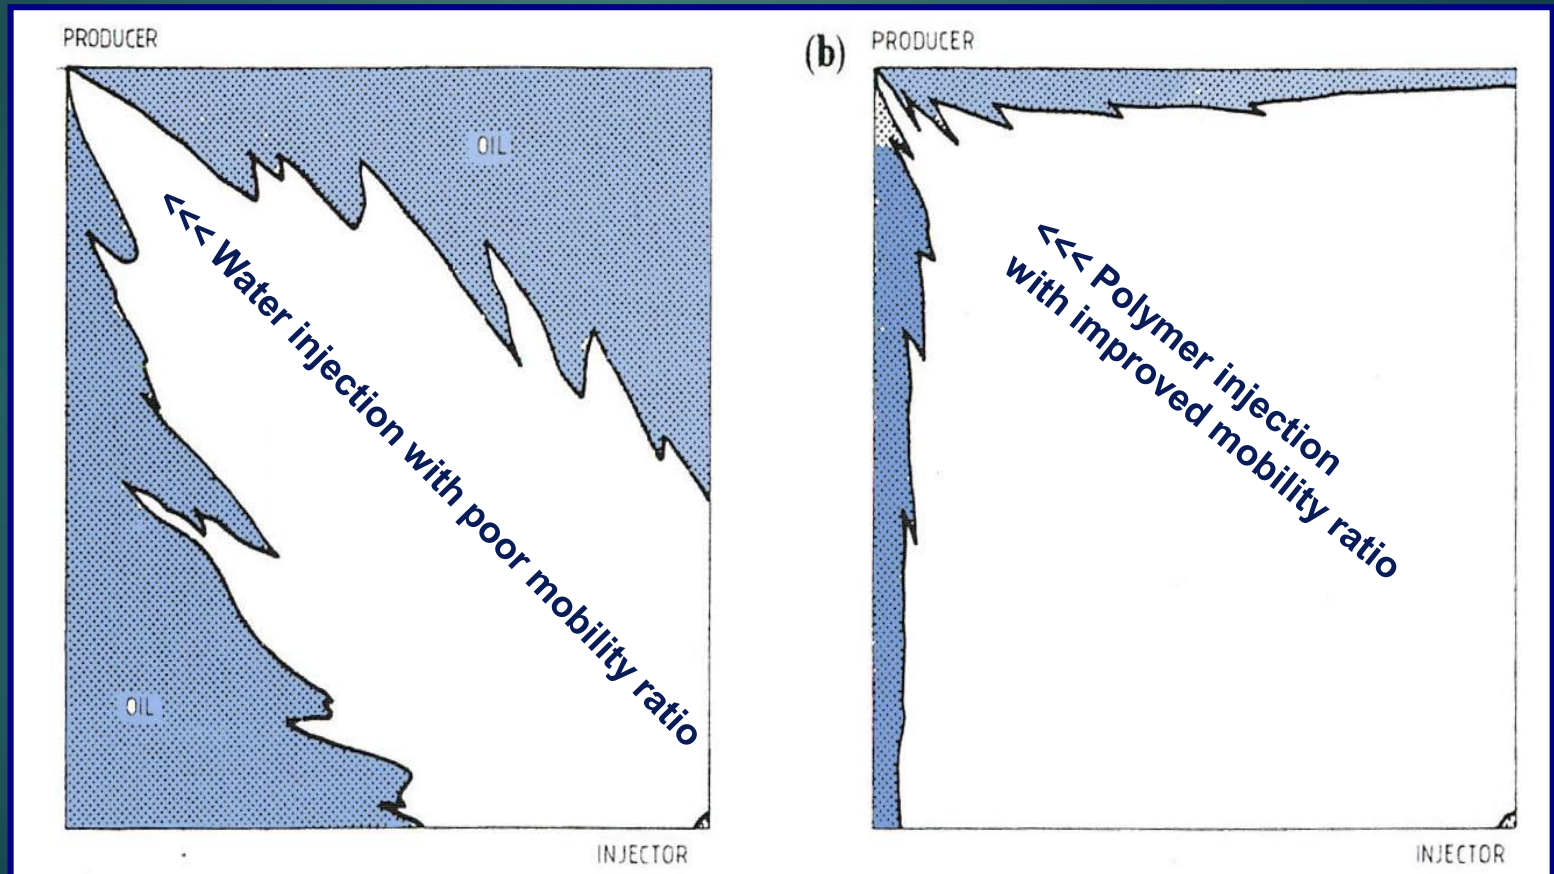 PRODUCER
OIL
<<< Water injection with poor mobility ratio
OIL
INJECTOR
(b)
PRODUCER
<<< Polymer injection
with improved mobility ratio
INJECTOR